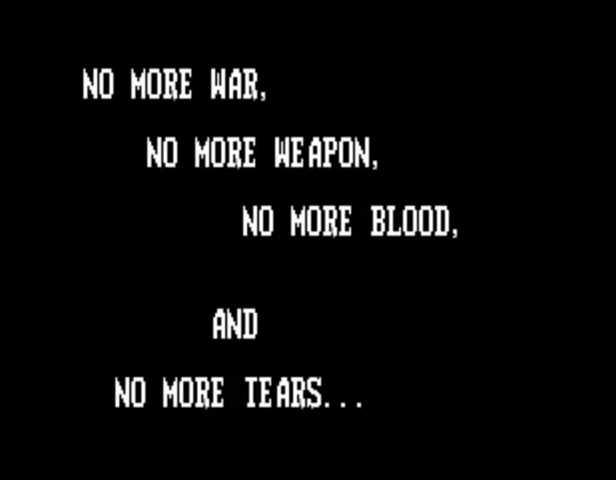 NO MORE WAR,
NO MORE WEAPON,
NO MORE BLOOD,
AND
NO MORE TEARS...